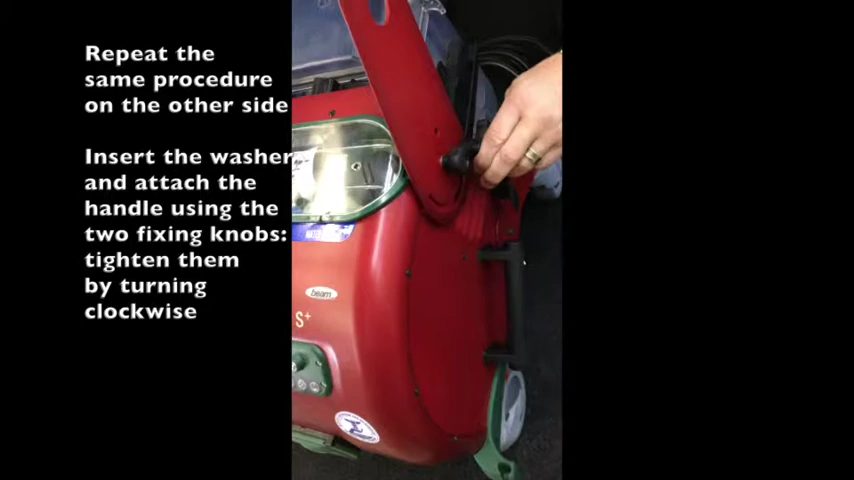 Repeat the
same procedure
on the other side
Insert the washer
and attach the
handle using the
two fixing knobs:
tighten them
by turning
clockwise
beam
S+